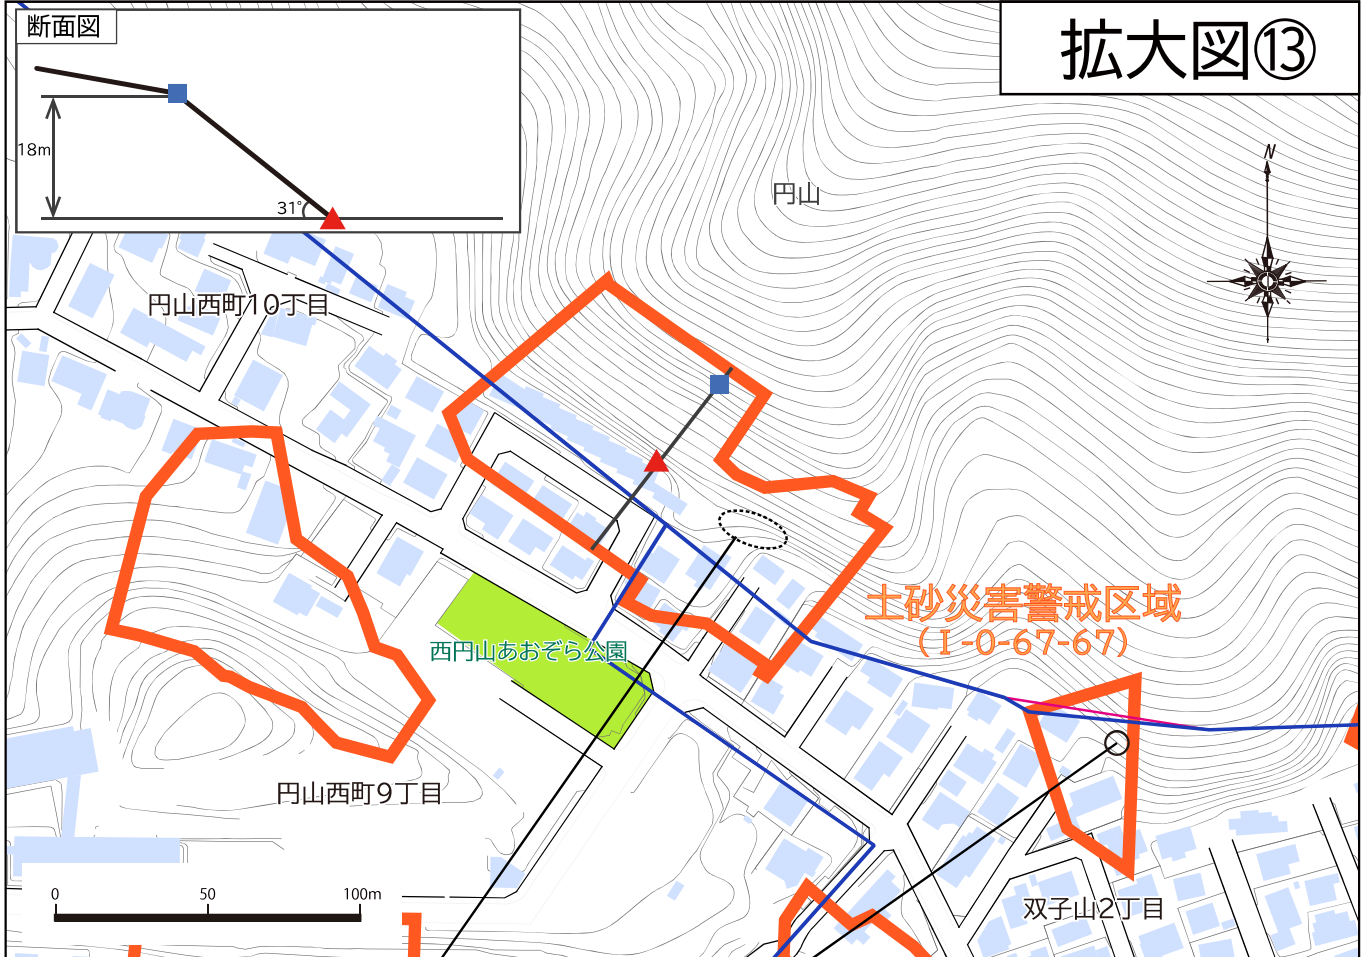 断面図
拡大図⑬
18m
31°
N
円山
円山西町10丁目
土砂災害警戒区域
(Ⅰ-0-67-67)
西円山あおぞら公園
円山西町9丁目
0 50 100m
双子山2丁目